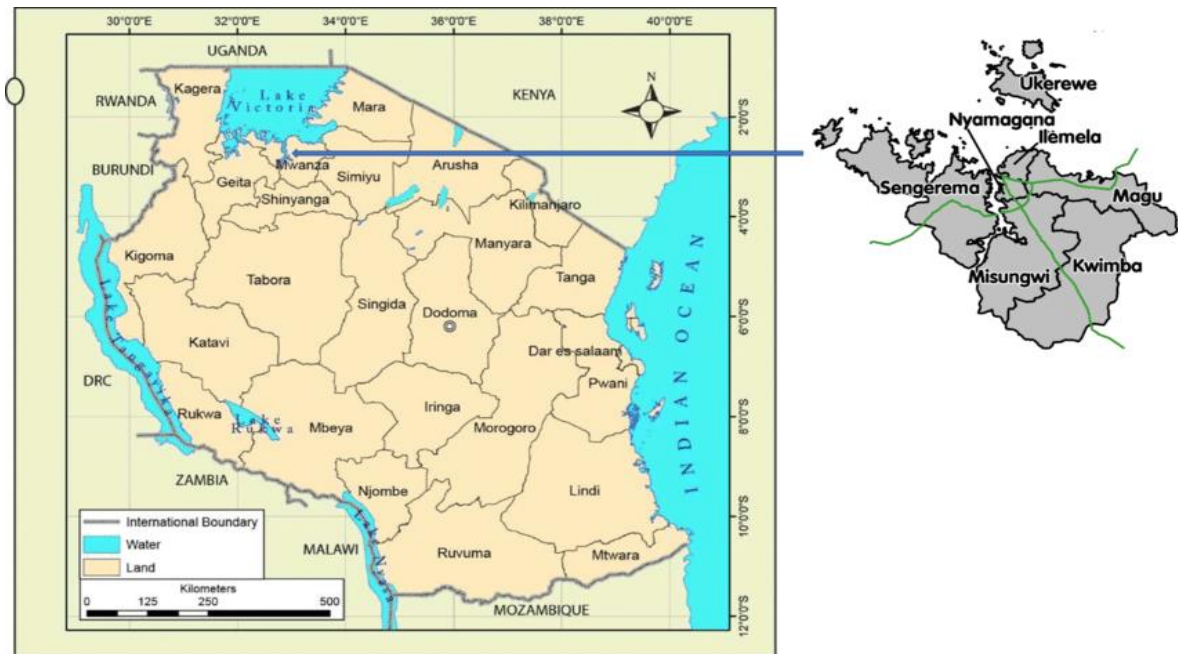 30°0'0"E 32°0'0"E 34°0'0"E 36°0'0"E 38°0'0"E 40°0'0"E
UGANDA
Kagera
Lake
Victoria
Mara
N
KENYA
RWANDA
2°0'0"S
Mwanza
BURUNDI
Geita
Simiyu
Arusha
Shinyanga
Kilimanjaro
4°0'0"S
Kigoma
Manyara
Tabora
Tanga
Singida
Dodoma
6°0'0"S
Lake Tanganika
Katavi
Dar es salaam
Pwani
DRC
Rukwa
Lake
Rukwa
Iringa
Mbeya
Morogoro
8°0'0"S
INDIAN OCEAN
ZAMBIA
Njombe
Lindi
10°0'0"S
MALAWI
Lake Nyasa
Ruvuma
Mtwara
MOZAMBIQUE
12°0'0"S
International Boundary
Water
Land
Kilometers
0 125 250 500
Ukerewe
Nyamagana
Ilemela
Sengerema
Magu
Misungwi
Kwimba